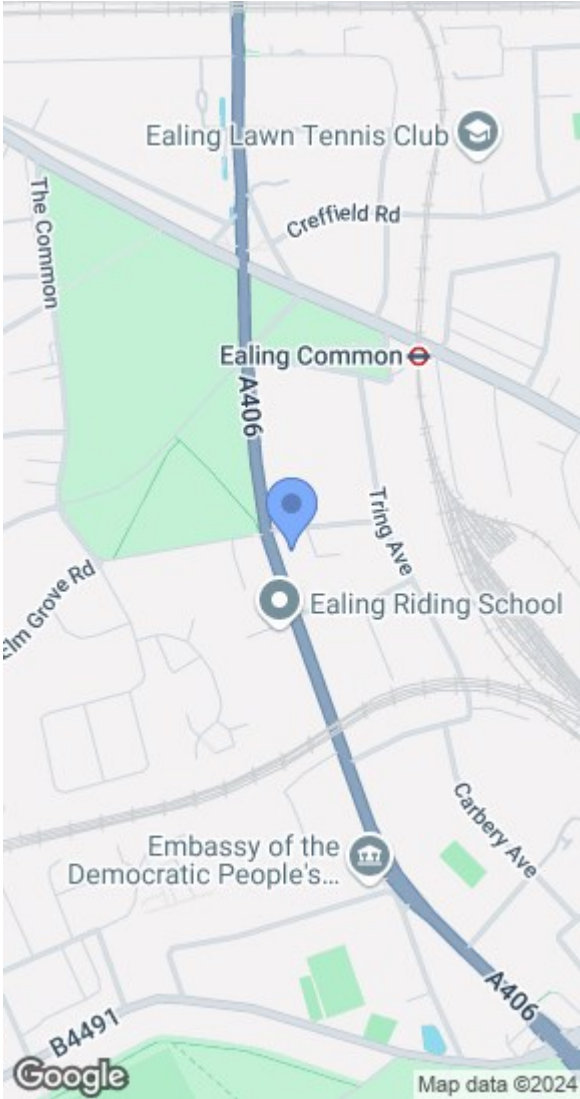 Ealing Lawn Tennis Club
The Common
Creffield Rd
Ealing Common
A406
Tring Ave
Elm Grove Rd
Ealing Riding School
Carbery Ave
Embassy of the
Democratic People's...
A406
B4491
Google
Map data ©2024